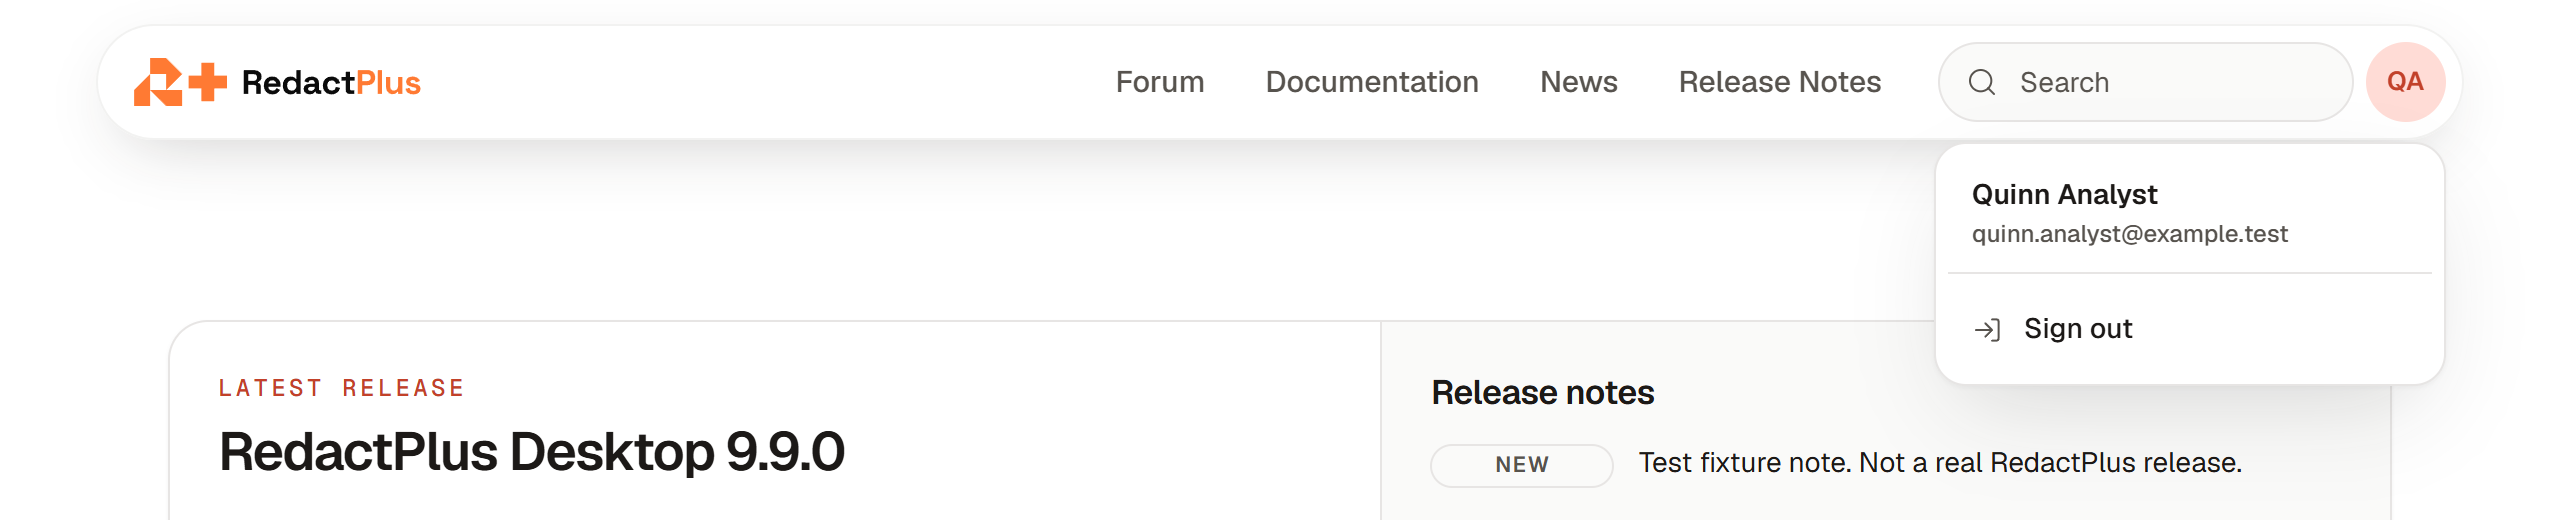 RedactPlus
Forum
Documentation
News
Release Notes
Search
QA
Quinn Analyst
quinn.analyst@example.test
Sign out
LATEST RELEASE
RedactPlus Desktop 9.9.0
Release notes
NEW
Test fixture note. Not a real RedactPlus release.